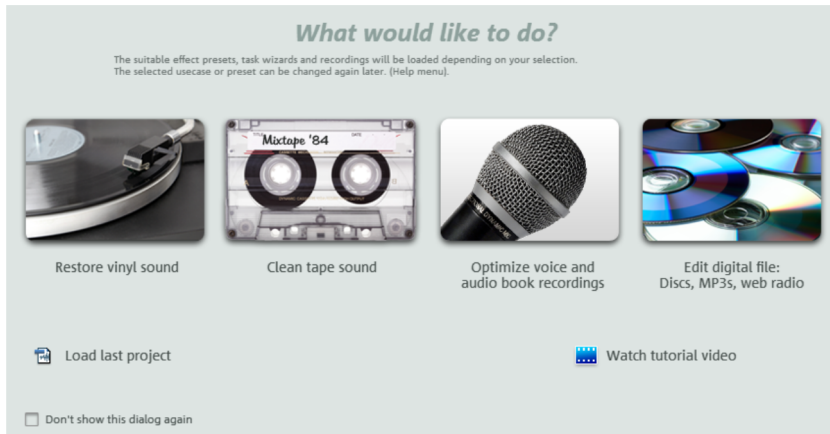 What would like to do?
The suitable effect presets, task wizards and recordings will be loaded depending on your selection.
The selected usecase or preset can be changed again later. (Help menu).
TITLE
DATE
Mixtape '84
Restore vinyl sound
Clean tape sound
Optimize voice and
audio book recordings
Edit digital file:
Discs, MP3s, web radio
Load last project
Watch tutorial video
Don't show this dialog again